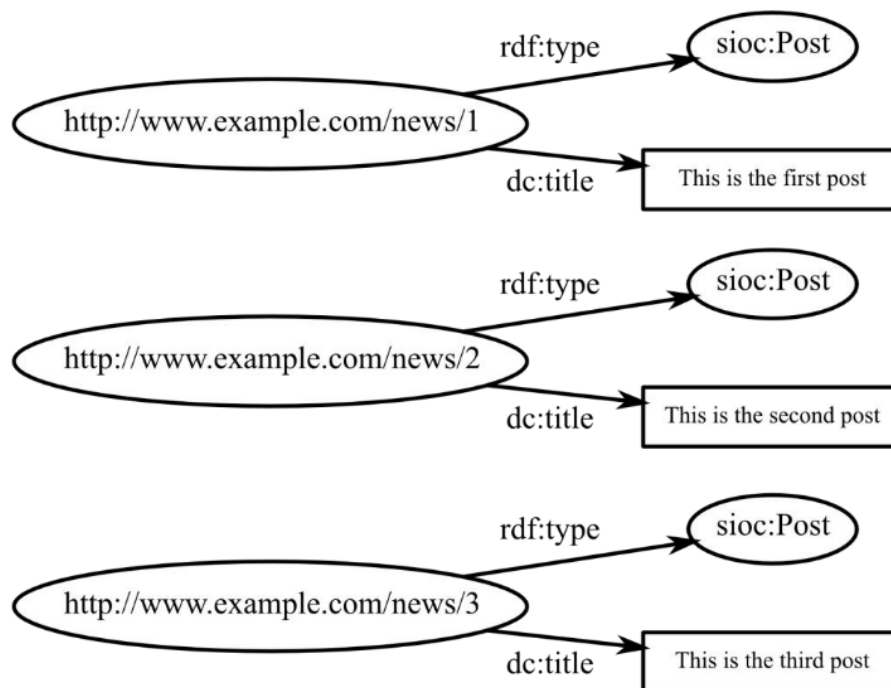 rdf:type
sioc:Post
http://www.example.com/news/1
dc:title
This is the first post
rdf:type
sioc:Post
http://www.example.com/news/2
dc:title
This is the second post
rdf:type
sioc:Post
http://www.example.com/news/3
dc:title
This is the third post